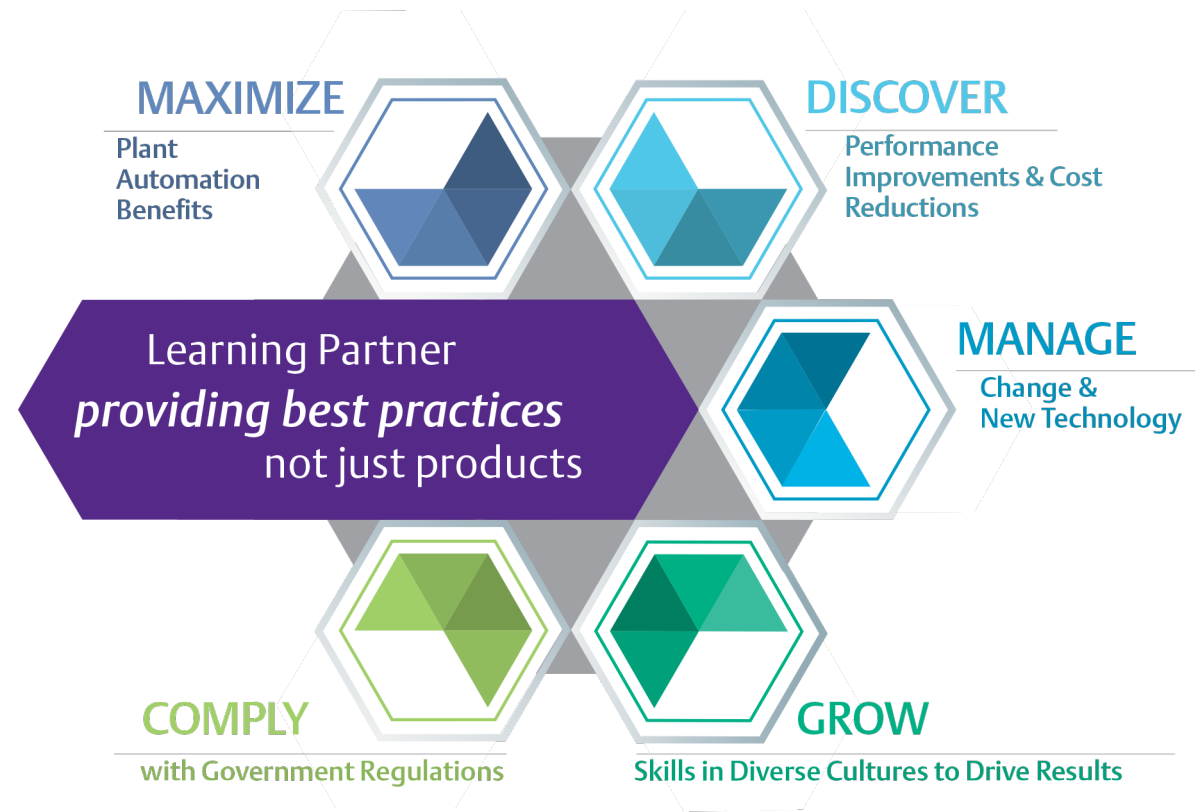 MAXIMIZE
Plant
Automation
Benefits
DISCOVER
Performance
Improvements & Cost
Reductions
Learning Partner
providing best practices
not just products
MANAGE
Change &
New Technology
COMPLY
with Government Regulations
GROW
Skills in Diverse Cultures to Drive Results